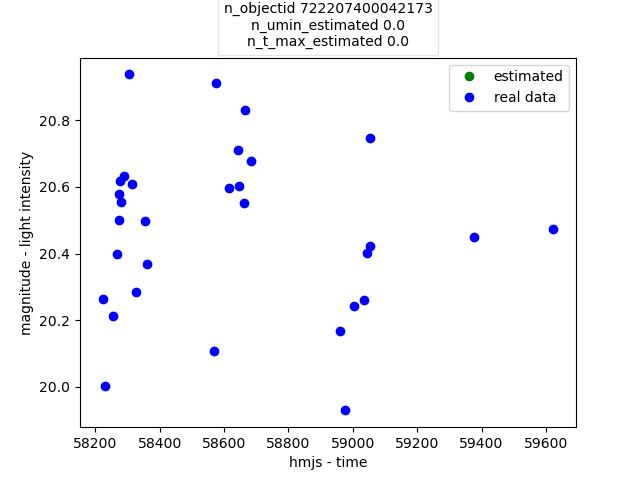 n_objectid 722207400042173
n_umin_estimated 0.0
n_t_max_estimated 0.0
estimated
real data
20.8
20.6
20.4
20.2
20.0
magnitude - light intensity
58200 58400 58600 58800 59000 59200 59400 59600
hmjs - time